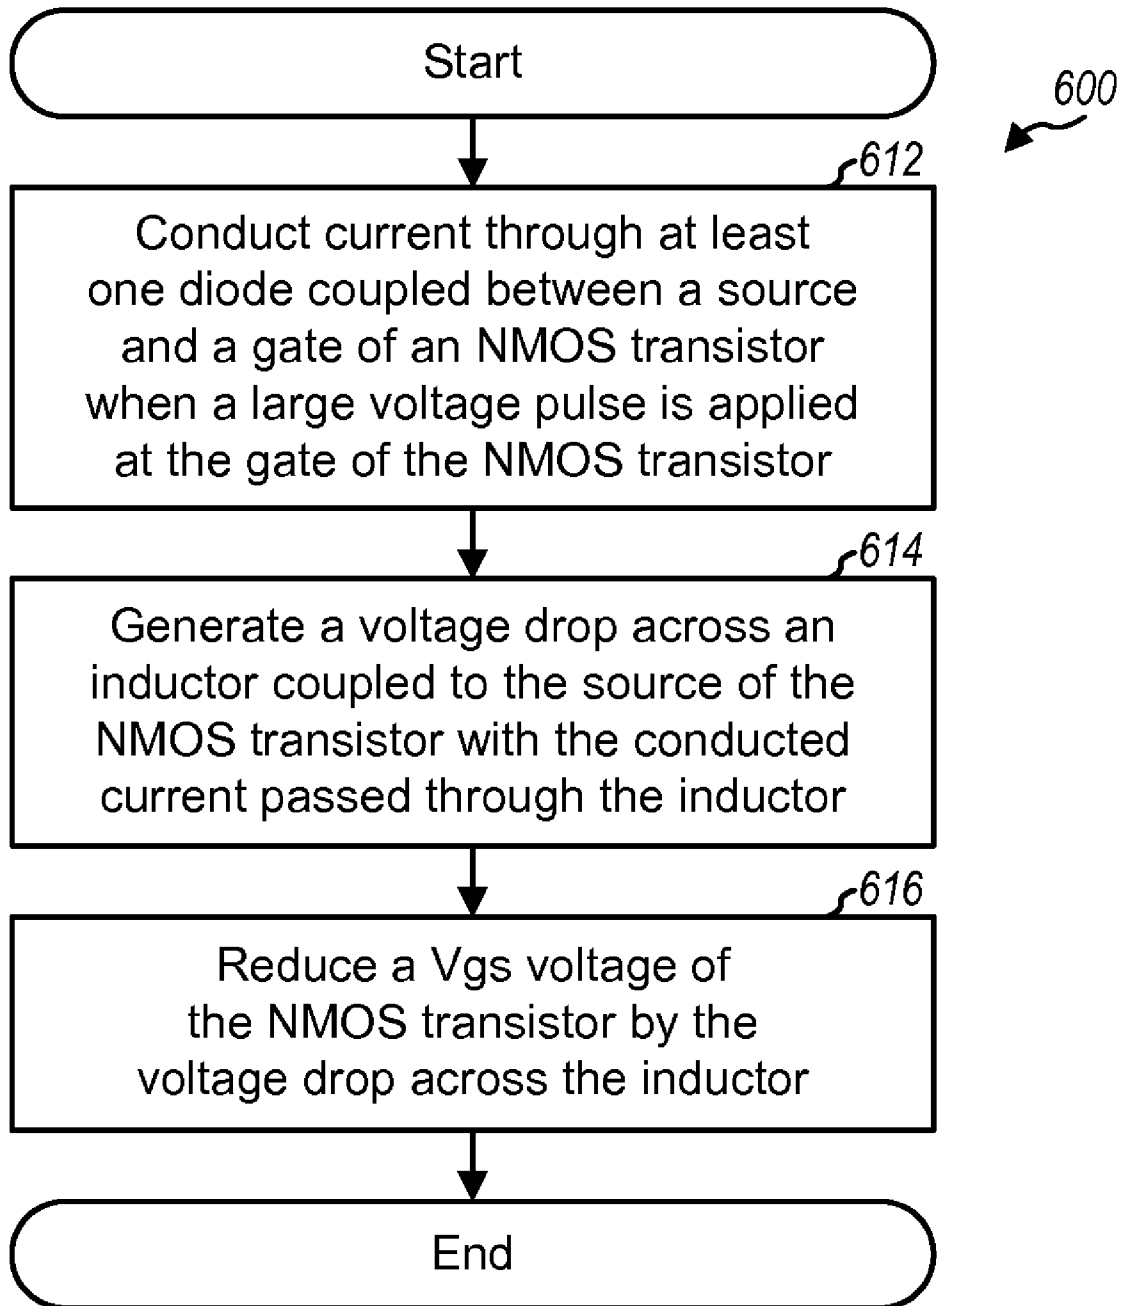 Start
600
612
Conduct current through at least
one diode coupled between a source
and a gate of an NMOS transistor
when a large voltage pulse is applied
at the gate of the NMOS transistor
614
Generate a voltage drop across an
inductor coupled to the source of the
NMOS transistor with the conducted
current passed through the inductor
616
Reduce a Vgs voltage of
the NMOS transistor by the
voltage drop across the inductor
End